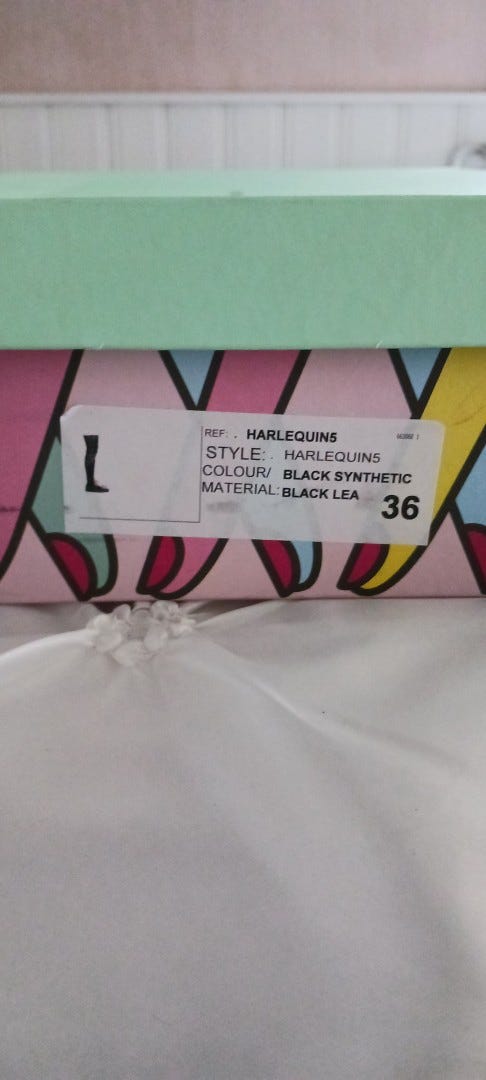 REF: . HARLEQUIN5
STYLE: . HARLEQUIN5
COLOUR/ BLACK SYNTHETIC
MATERIAL: BLACK LEA
36